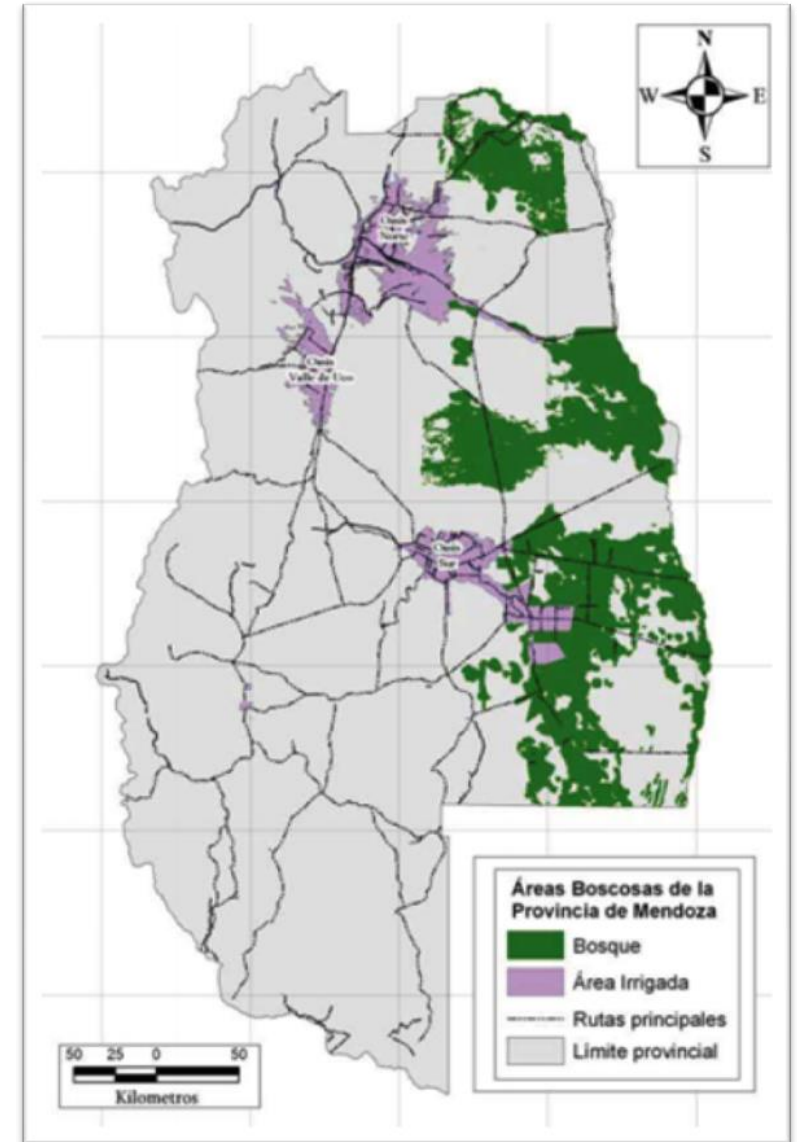 N
W E
S
Oasis
Norte
Oasis
Valle de Uco
Oasis
Sur
Áreas Boscosas de la
Provincia de Mendoza
Bosque
Área Irrigada
Rutas principales
Límite provincial
50 25 0 50
Kilometros